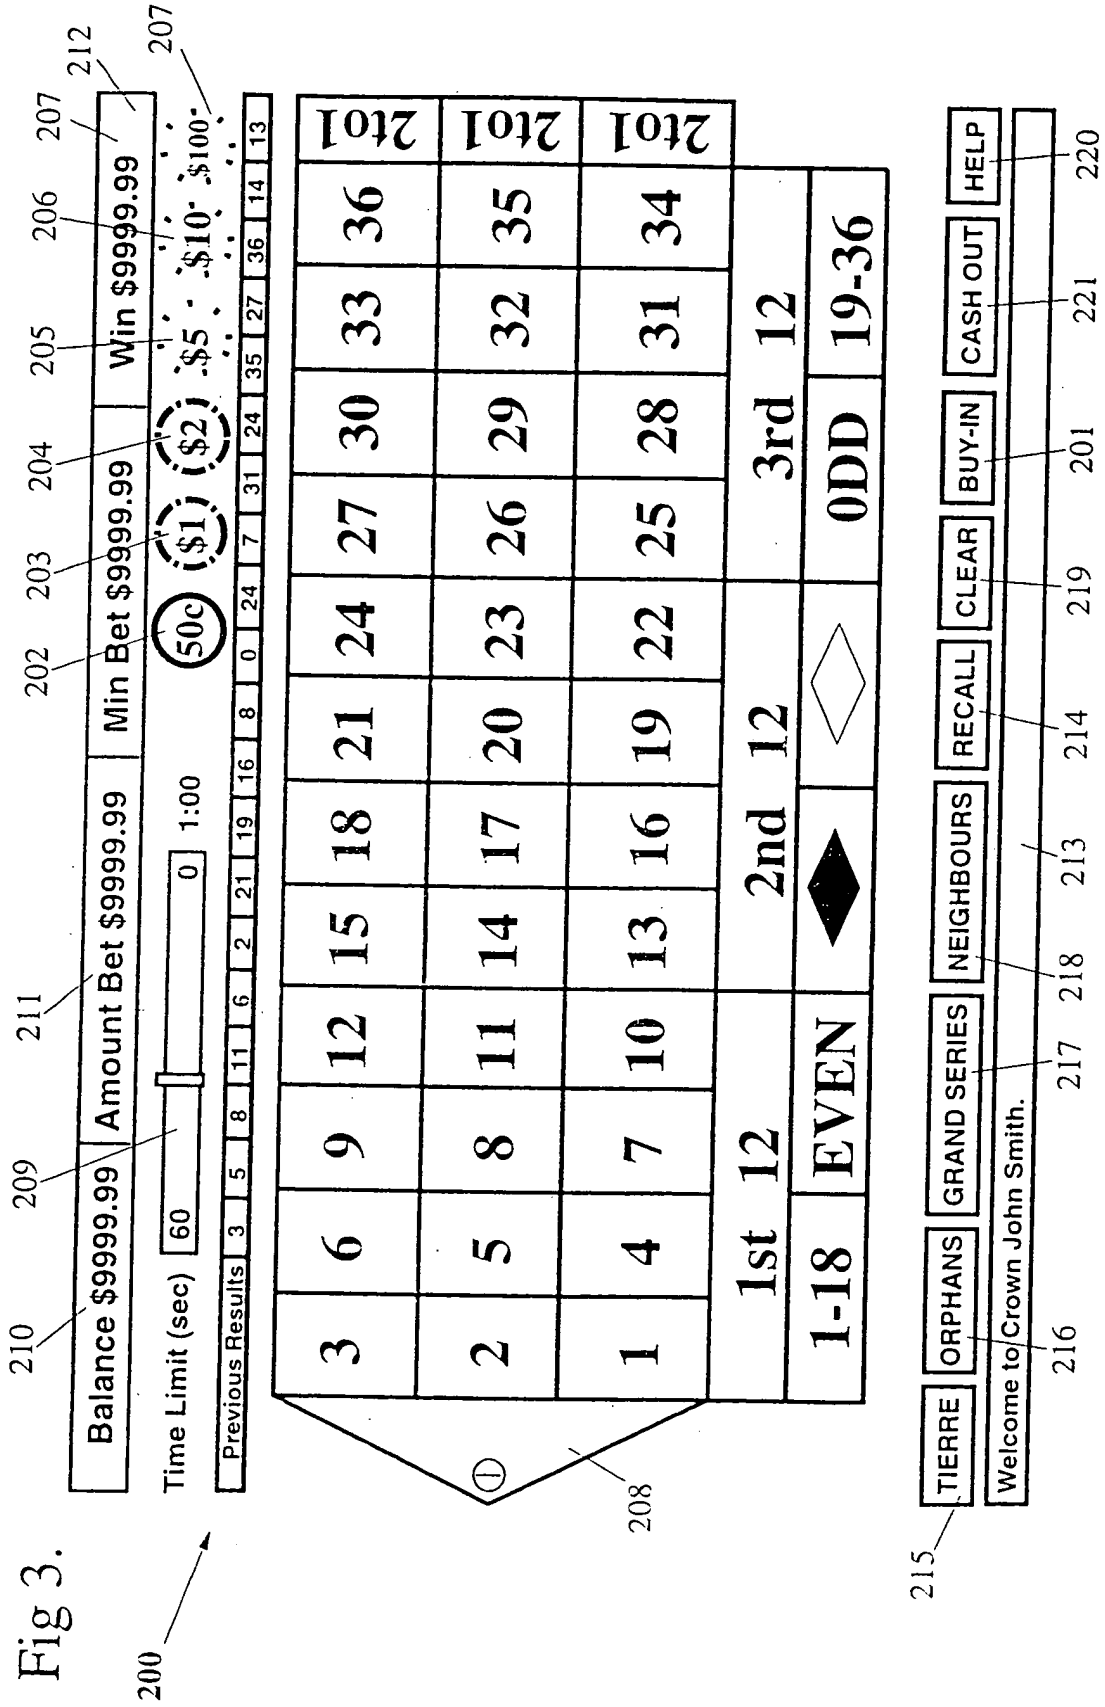 Fig 3.
200
210
211
209
202
203
204
205
206
207
212
207
Balance $9999.99 Amount Bet $9999.99 Min Bet $9999.99 Win $9999.99
Time Limit (sec) 60 0 1:00 50c $1 $2 $5 $10 $100
Previous Results 3 5 8 11 6 2 21 19 16 8 0 24 7 31 24 35 27 36 14 13
3 6 9 12 15 18 21 24 27 30 33 36 2to1
2 5 8 11 14 17 20 23 26 29 32 35 2to1
1 4 7 10 13 16 19 22 25 28 31 34 2to1
208
1st 12 2nd 12 3rd 12
1-18 EVEN 0DD 19-36
TIERRE ORPHANS GRAND SERIES NEIGHBOURS RECALL CLEAR BUY-IN CASH OUT HELP
Welcome to Crown John Smith.
215 216 217 218 213 214 219 201 221 220